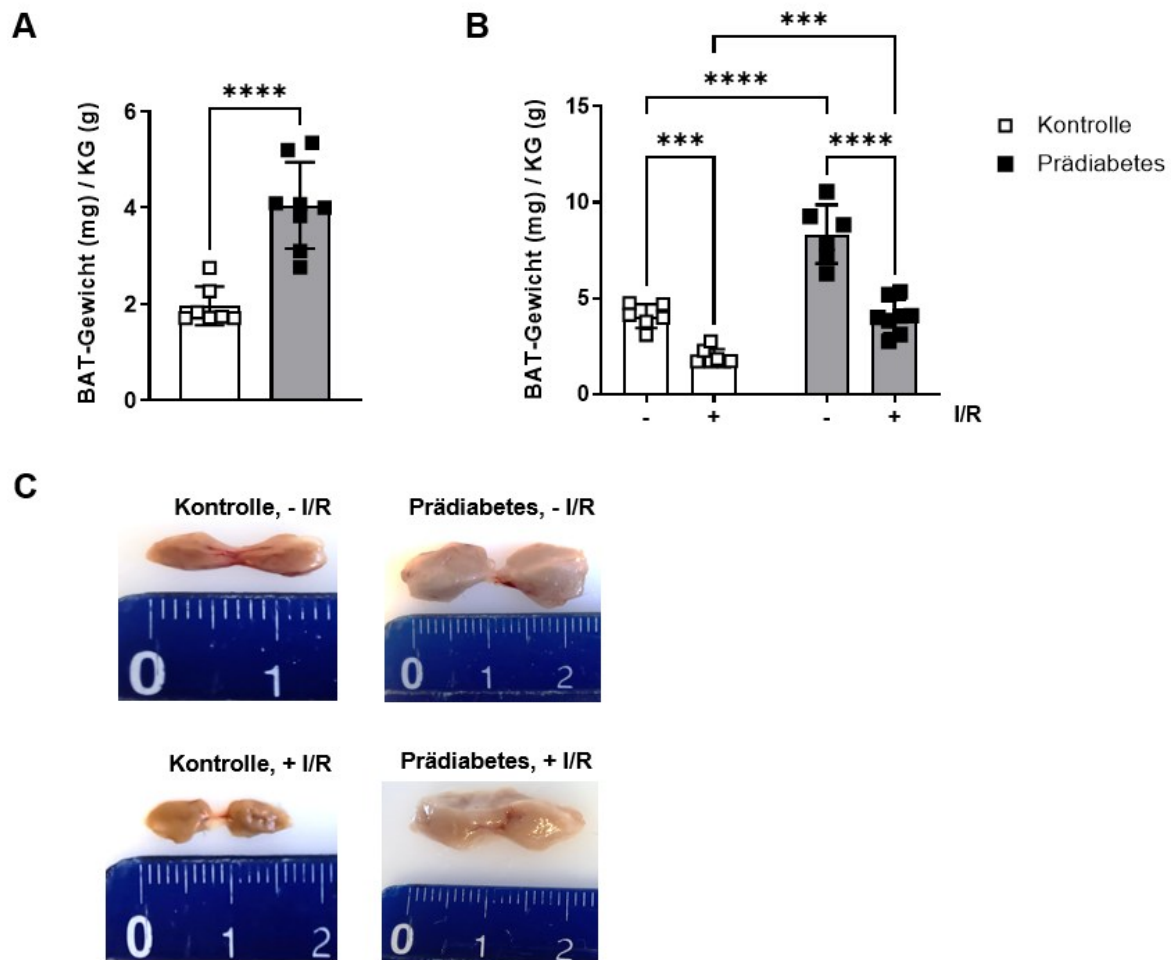 A
BAT-Gewicht (mg) / KG (g)
6
4
2
0
****
B
BAT-Gewicht (mg) / KG (g)
15
10
5
0
***
****
***
****
- + - + I/R
Kontrolle
Prädiabetes
C
Kontrolle, - I/R
0 1
Prädiabetes, - I/R
0 1 2
Kontrolle, + I/R
0 1 2
Prädiabetes, + I/R
0 1 2